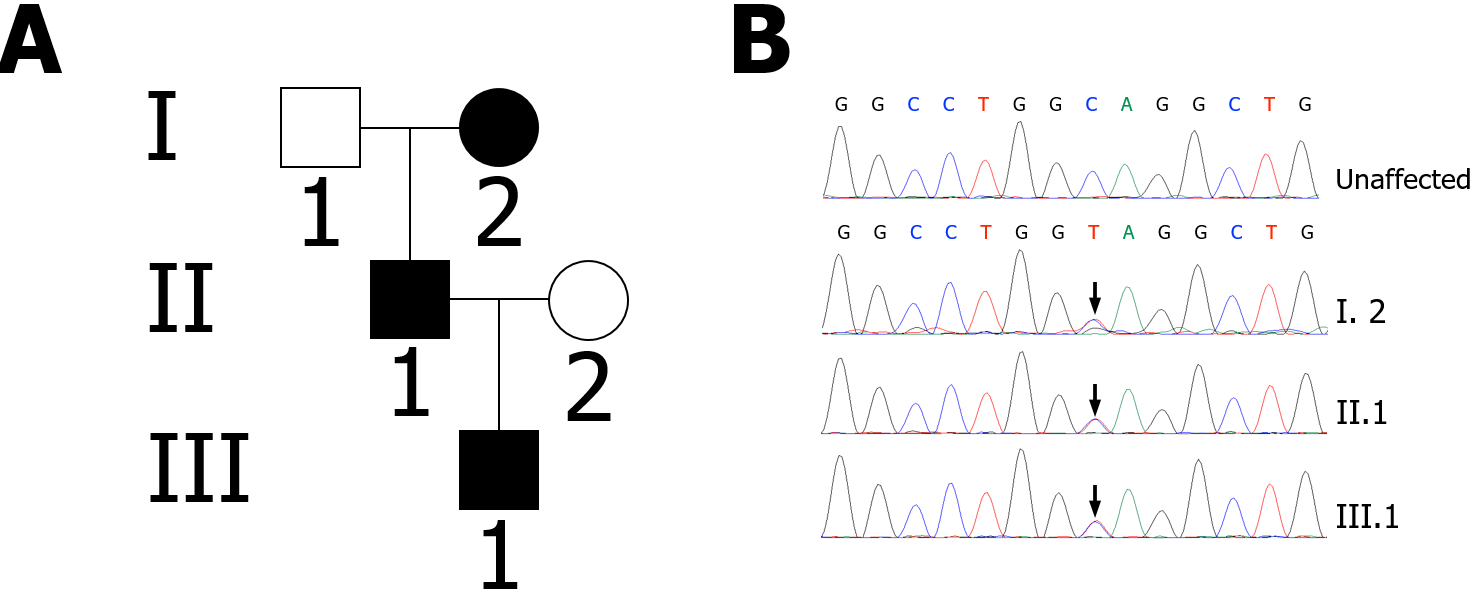 A
I
1 2
II
1 2
III
1
B
G G C C T G G C A G G C T G
Unaffected
G G C C T G G T A G G C T G
I. 2
II.1
III.1